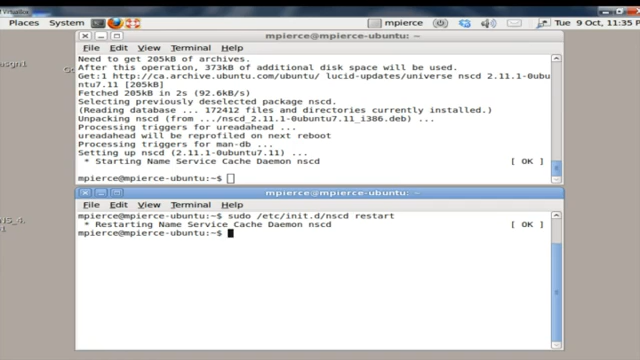 Places System mpierce Tue 9 Oct, 11:35 P
mpierce@mpierce-ubuntu: ~
File Edit View Terminal Help
Need to get 205kB of archives.
After this operation, 373kB of additional disk space will be used.
Get:1 http://ca.archive.ubuntu.com/ubuntu/ lucid-updates/universe nscd 2.11.1-0ubu
ntu7.11 [205kB]
Fetched 205kB in 2s (92.6kB/s)
Selecting previously deselected package nscd.
(Reading database ... 172412 files and directories currently installed.)
Unpacking nscd (from .../nscd_2.11.1-0ubuntu7.11_i386.deb) ...
Processing triggers for ureadahead ...
ureadahead will be reprofiled on next reboot
Processing triggers for man-db ...
Setting up nscd (2.11.1-0ubuntu7.11) ...
* Starting Name Service Cache Daemon nscd [ OK ]
mpierce@mpierce-ubuntu:~$
mpierce@mpierce-ubuntu: ~
File Edit View Terminal Help
mpierce@mpierce-ubuntu:~$ sudo /etc/init.d/nscd restart
* Restarting Name Service Cache Daemon nscd [ OK ]
mpierce@mpierce-ubuntu:~$